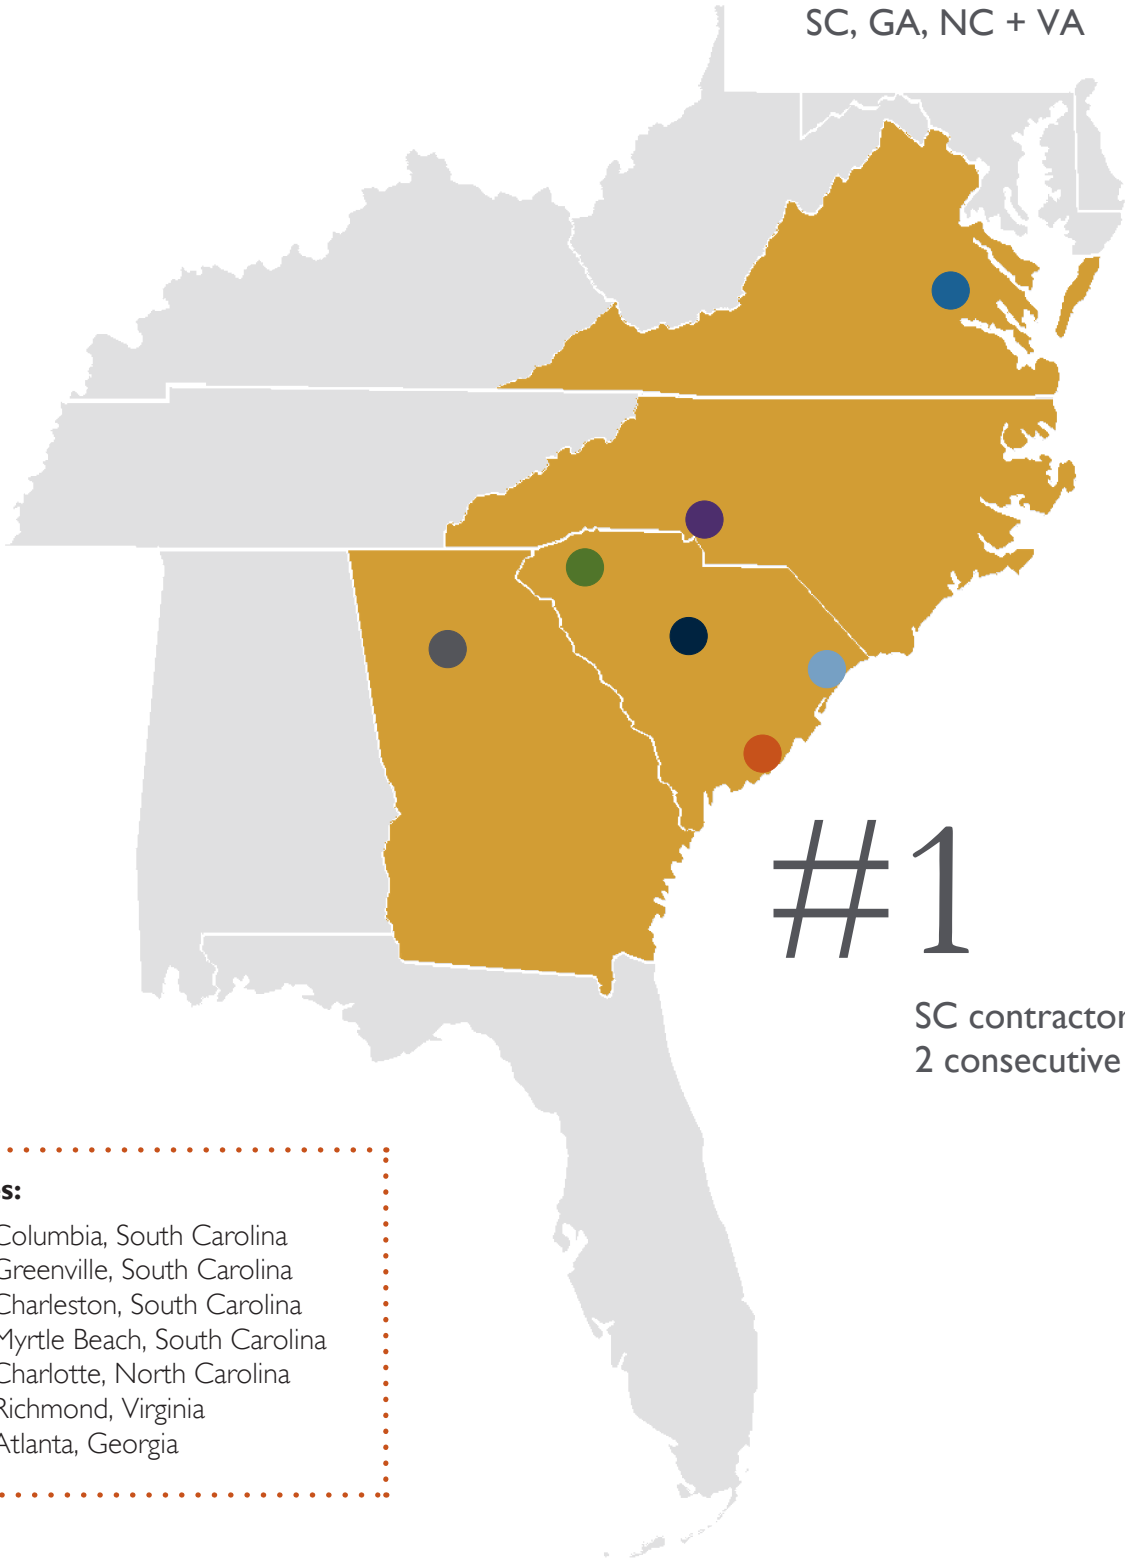 SC, GA, NC + VA
#1
SC contractor
2 consecutive
s:
Columbia, South Carolina
Greenville, South Carolina
Charleston, South Carolina
Myrtle Beach, South Carolina
Charlotte, North Carolina
Richmond, Virginia
Atlanta, Georgia